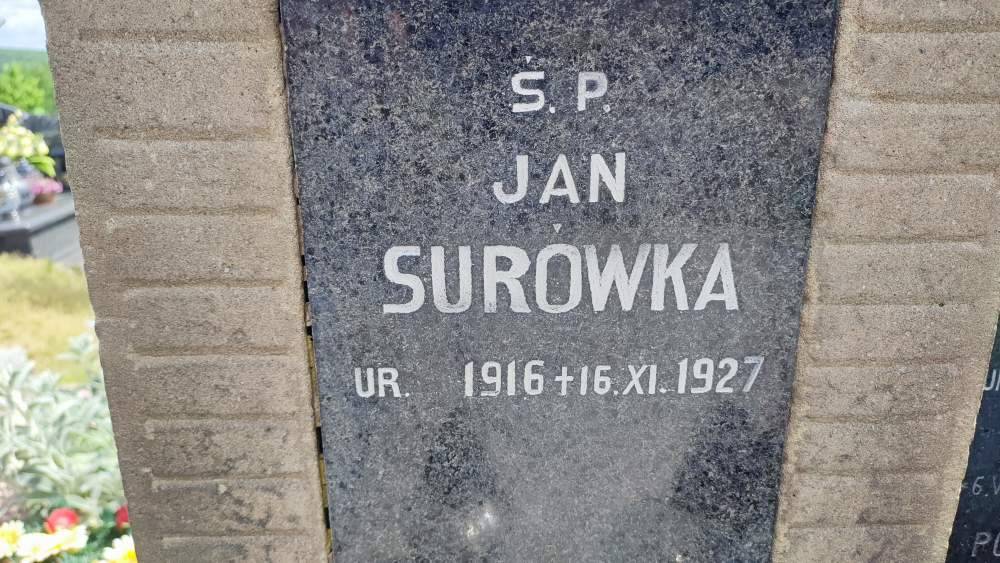 Ś. P.
JAN
SURÓWKA
UR. 1916 + 16. XI. 1927